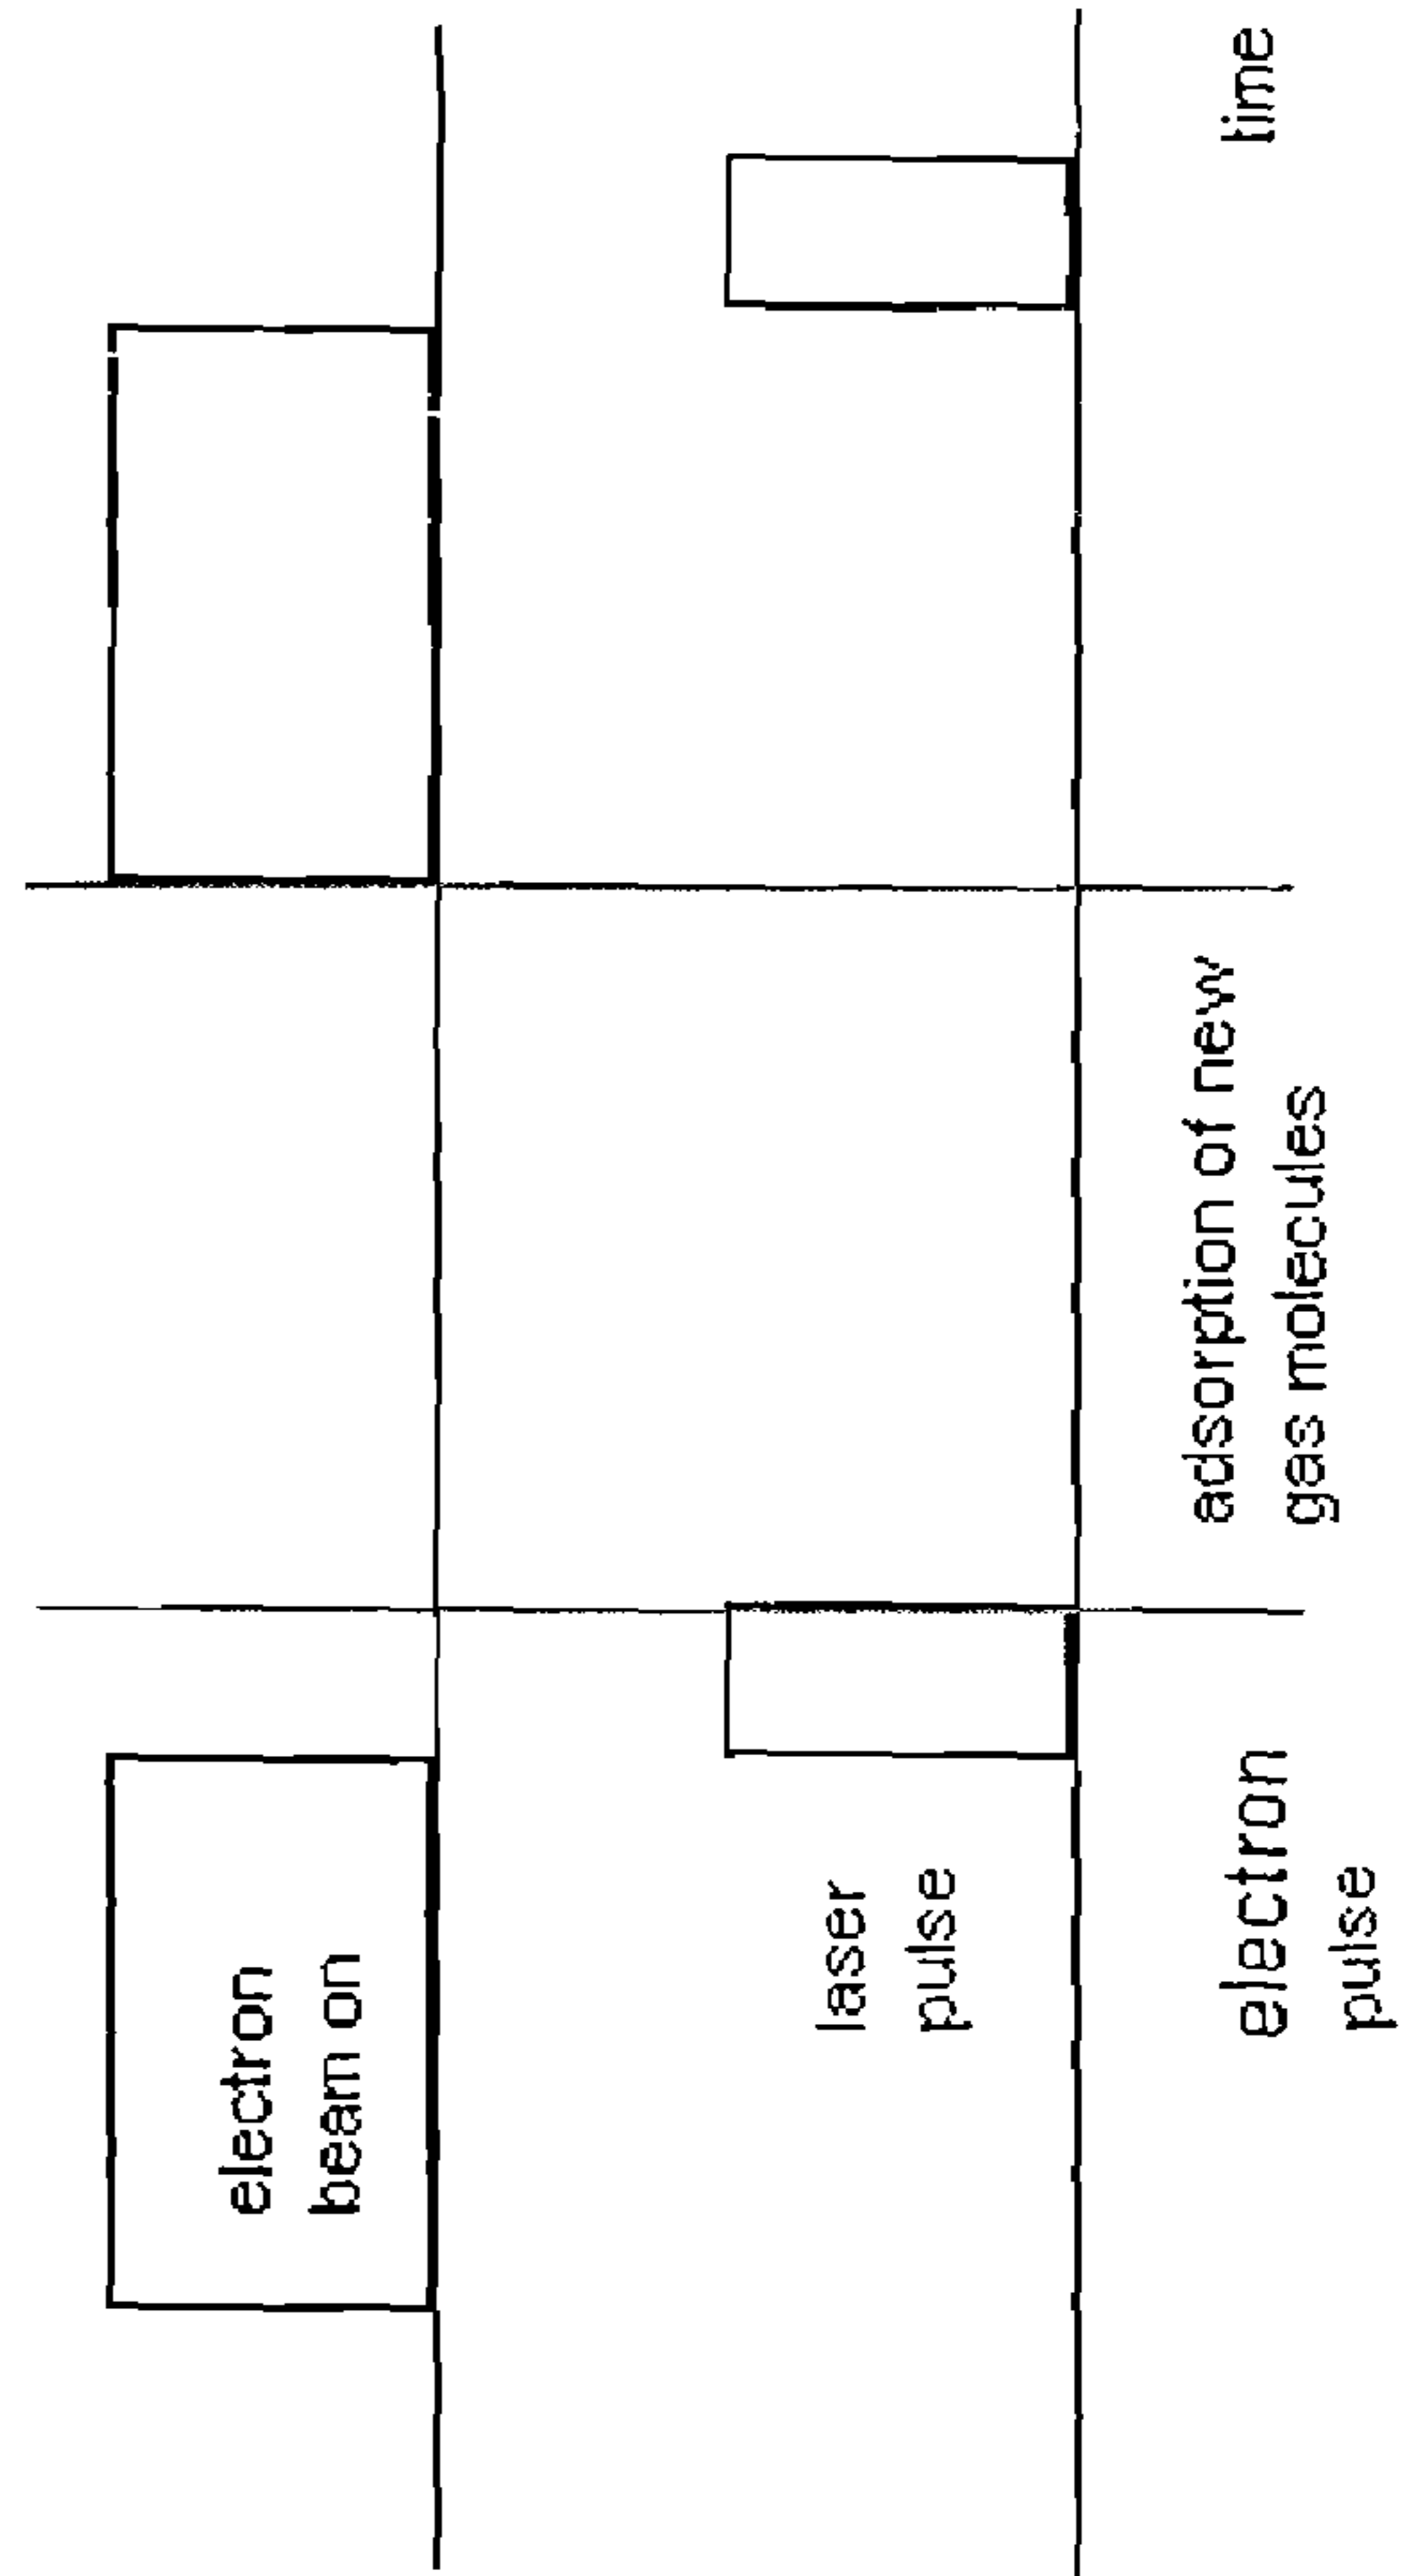 electron
beam on
laser
pulse
electron
pulse
adsorption of new
gas molecules
time